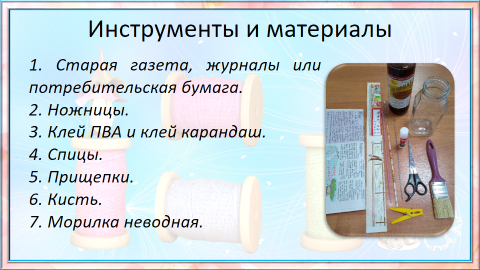 Инструменты и материалы
1. Старая газета, журналы или
потребительская бумага.
2. Ножницы.
3. Клей ПВА и клей карандаш.
4. Спицы.
5. Прищепки.
6. Кисть.
7. Морилка неводная.